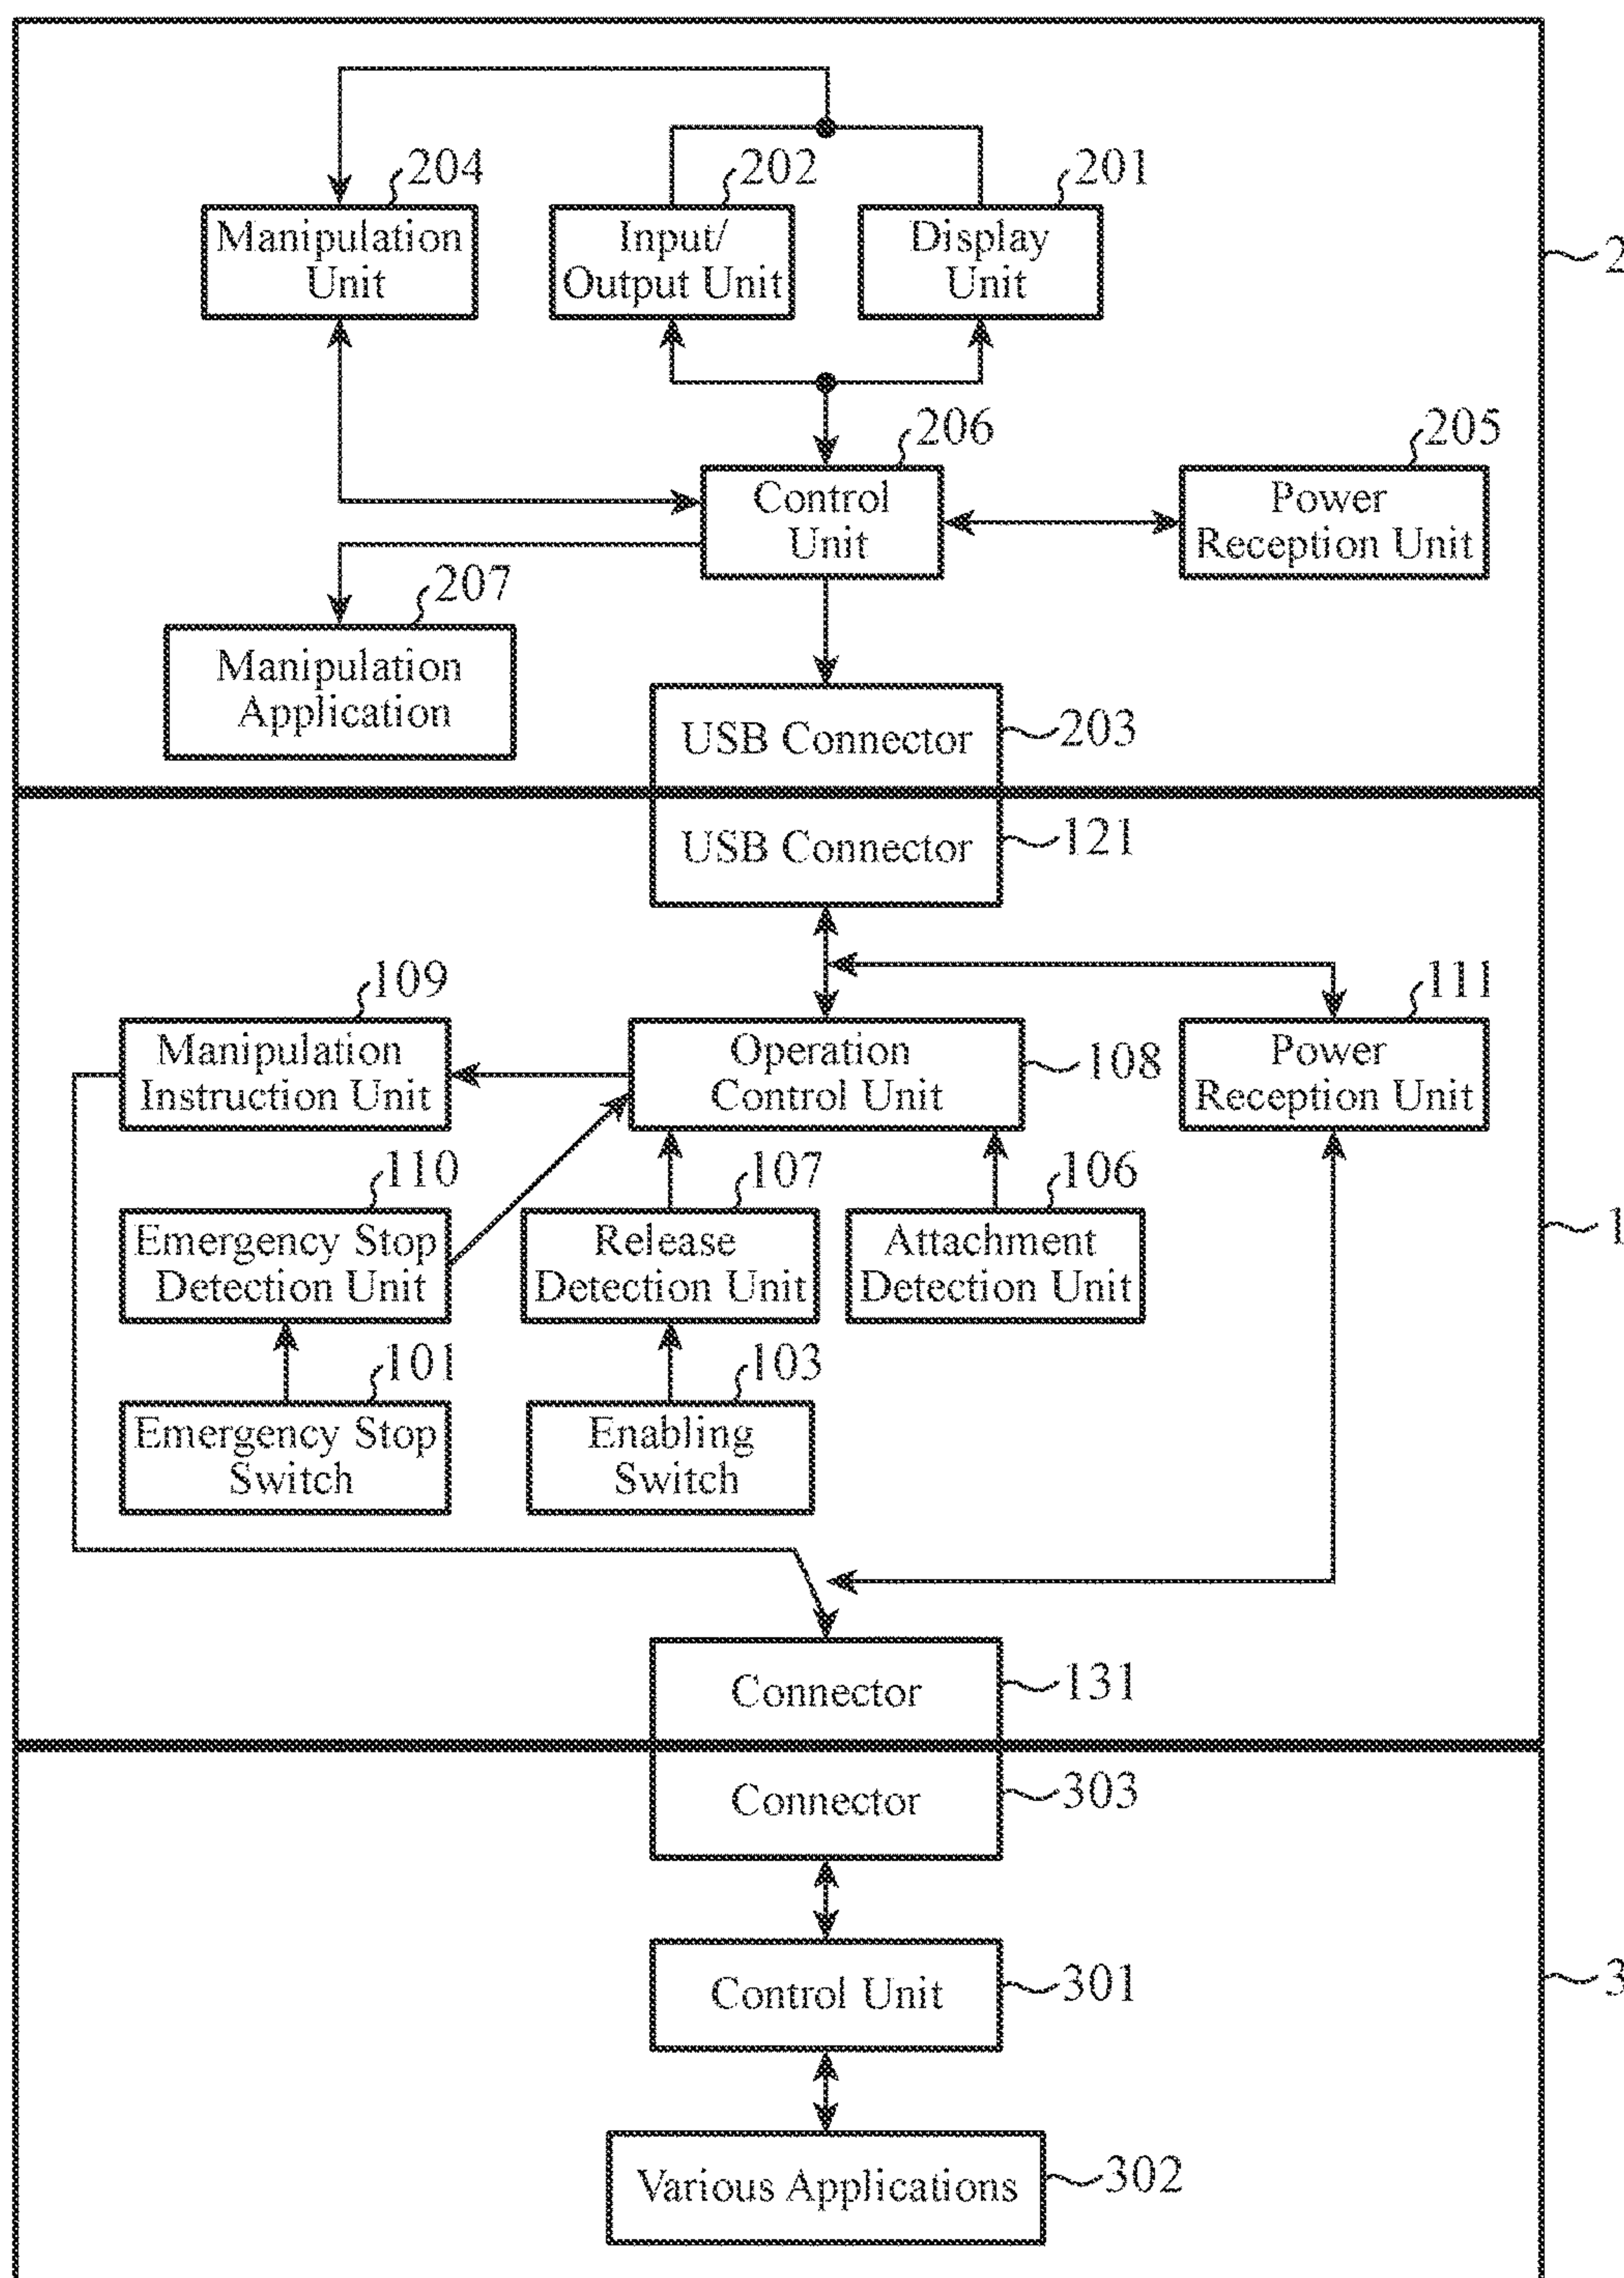 204
202
201
Manipulation
Unit
Input/
Output Unit
Display
Unit
2
206
205
Control
Unit
Power
Reception Unit
207
Manipulation
Application
USB Connector
203
USB Connector
121
109
111
Manipulation
Instruction Unit
Operation
Control Unit
108
Power
Reception Unit
110
107
106
Emergency Stop
Detection Unit
Release
Detection Unit
Attachment
Detection Unit
1
101
103
Emergency Stop
Switch
Enabling
Switch
Connector
131
Connector
303
Control Unit
301
3
Various Applications
302